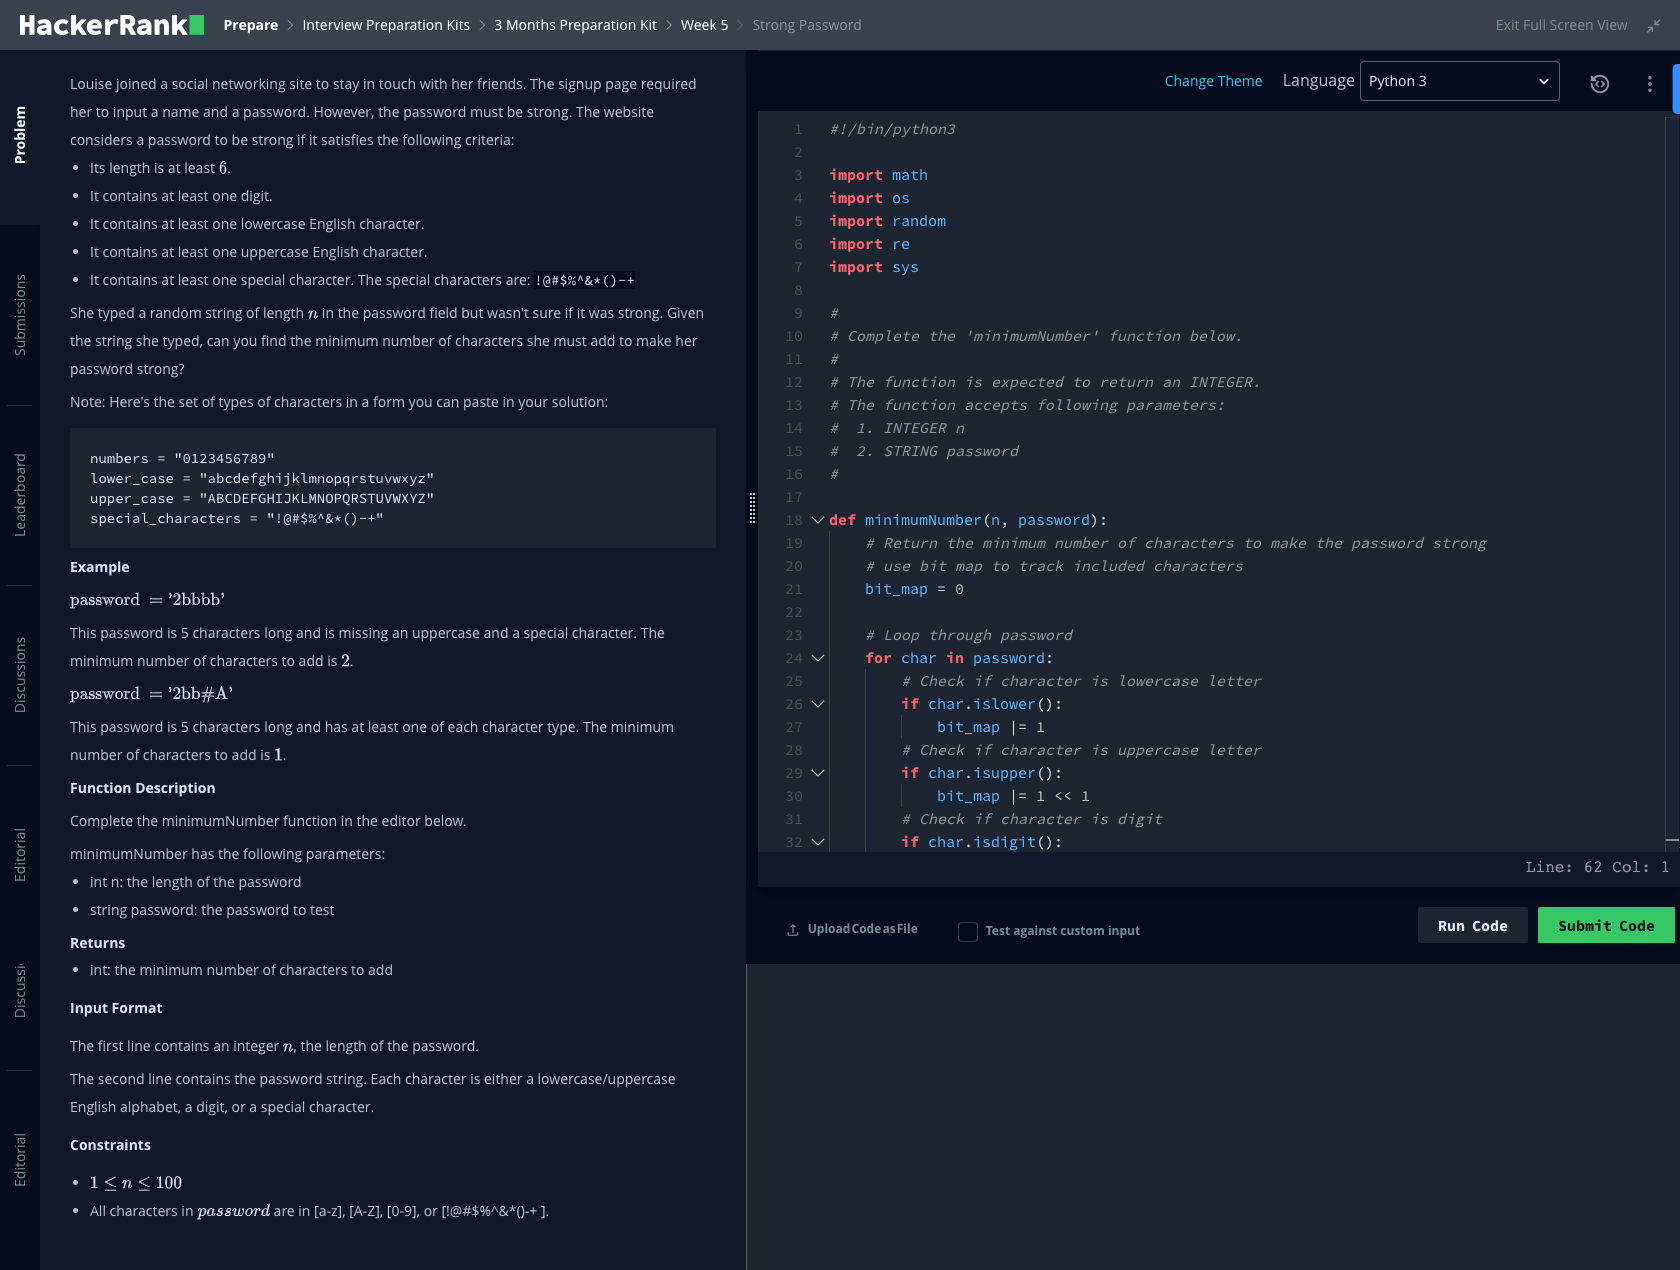 HackerRank
Prepare > Interview Preparation Kits > 3 Months Preparation Kit > Week 5 > Strong Password
Exit Full Screen View
Problem
Submissions
Leaderboard
Discussions
Editorial
Discussi
Editorial
Louise joined a social networking site to stay in touch with her friends. The signup page required
her to input a name and a password. However, the password must be strong. The website
considers a password to be strong if it satisfies the following criteria:
• Its length is at least 6.
• It contains at least one digit.
• It contains at least one lowercase English character.
• It contains at least one uppercase English character.
• It contains at least one special character. The special characters are: !@#$%^&*()-+
She typed a random string of length n in the password field but wasn't sure if it was strong. Given
the string she typed, can you find the minimum number of characters she must add to make her
password strong?
Note: Here's the set of types of characters in a form you can paste in your solution:
numbers = "0123456789"
lower_case = "abcdefghijklmnopqrstuvwxyz"
upper_case = "ABCDEFGHIJKLMNOPQRSTUVWXYZ"
special_characters = "!@#$%^&*()-+"
Example
password = '2bbbb'
This password is 5 characters long and is missing an uppercase and a special character. The
minimum number of characters to add is 2.
password = '2bb#A'
This password is 5 characters long and has at least one of each character type. The minimum
number of characters to add is 1.
Function Description
Complete the minimumNumber function in the editor below.
minimumNumber has the following parameters:
• int n: the length of the password
• string password: the password to test
Returns
• int: the minimum number of characters to add
Input Format
The first line contains an integer n, the length of the password.
The second line contains the password string. Each character is either a lowercase/uppercase
English alphabet, a digit, or a special character.
Constraints
• 1 ≤ n ≤ 100
• All characters in password are in [a-z], [A-Z], [0-9], or [!@#$%^&*()-+ ].
Change Theme
Language
Python 3
1 #!/bin/python3
2
3 import math
4 import os
5 import random
6 import re
7 import sys
8
9 #
10 # Complete the 'minimumNumber' function below.
11 #
12 # The function is expected to return an INTEGER.
13 # The function accepts following parameters:
14 #  1. INTEGER n
15 #  2. STRING password
16 #
17
18 def minimumNumber(n, password):
19     # Return the minimum number of characters to make the password strong
20     # use bit map to track included characters
21     bit_map = 0
22
23     # Loop through password
24     for char in password:
25         # Check if character is lowercase letter
26         if char.islower():
27             bit_map |= 1
28         # Check if character is uppercase letter
29         if char.isupper():
30             bit_map |= 1 << 1
31         # Check if character is digit
32         if char.isdigit():
Line: 62 Col: 1
Upload Code as File
Test against custom input
Run Code
Submit Code